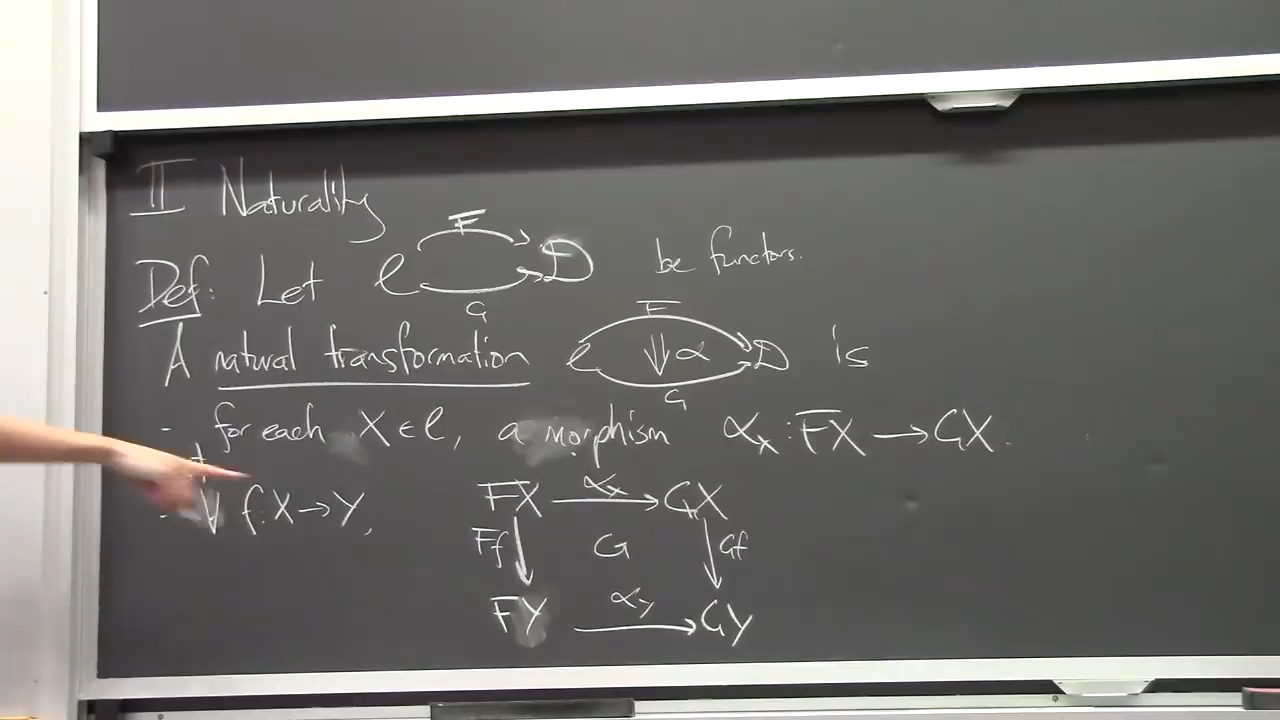 II Naturality
F
Def: Let C D be functors.
G
F
A natural transformation C ⇓ α D is
G
- for each X ∈ C, a morphism α_X : FX → GX.
- ∀ f: X → Y, FX α_X → GX
Ff ↓ ↓ Gf
FY α_Y → GY